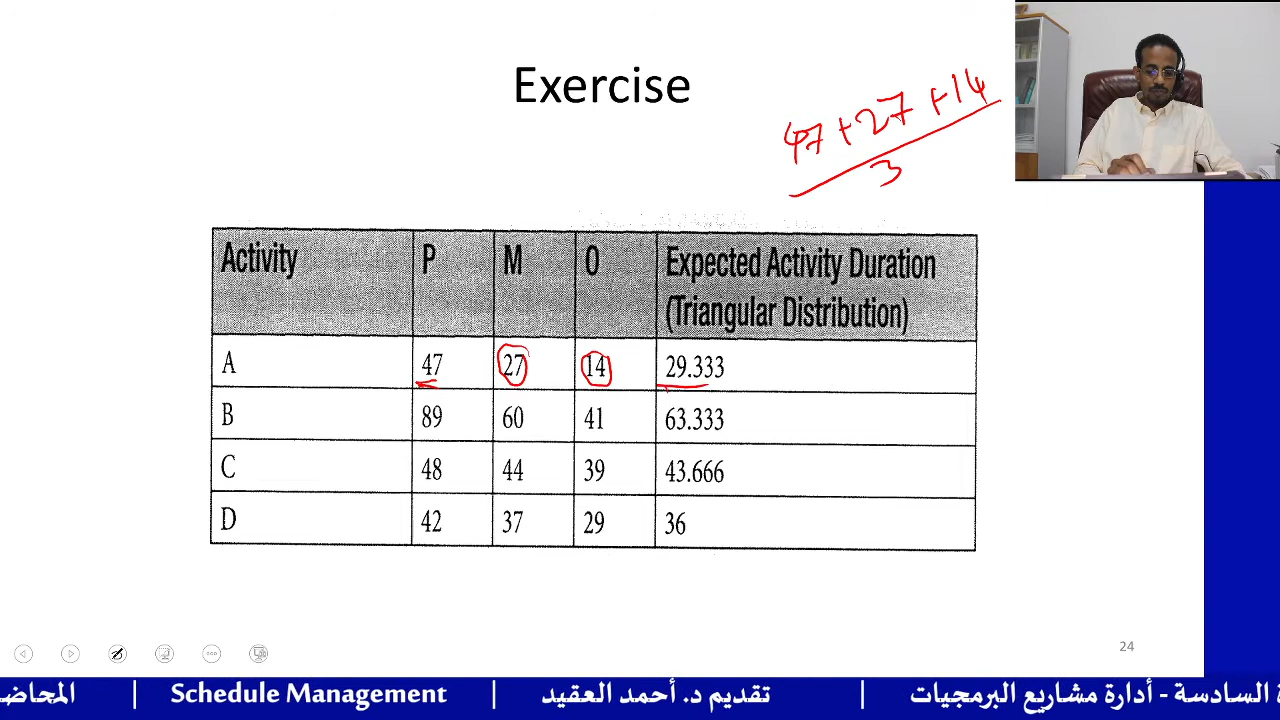 Exercise
47 + 27 + 14
3
Activity P M O Expected Activity Duration
(Triangular Distribution)
A 47 27 14 29.333
B 89 60 41 63.333
C 48 44 39 43.666
D 42 37 29 36
24
ة السادسة - أدارة مشاريع البرمجيات | تقديم د. أحمد العقيد | Schedule Management | المحاض